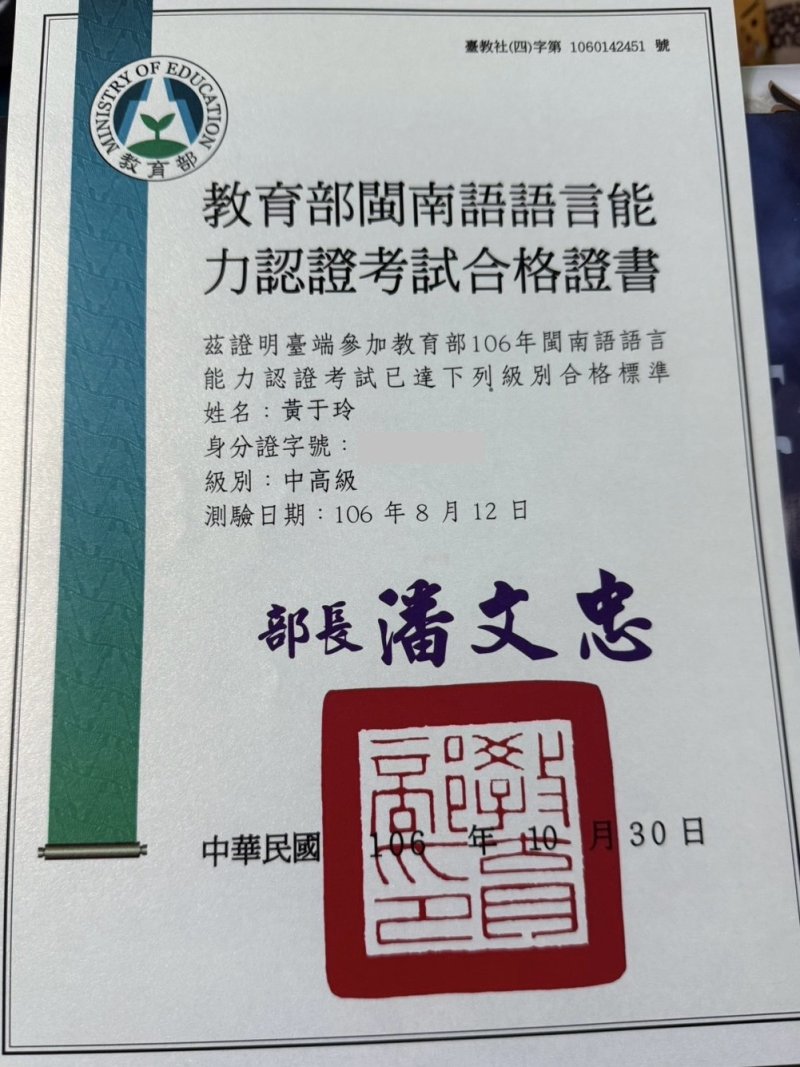 臺教社(四)字第 1060142451 號
MINISTRY OF EDUCATION
教育部
教育部閩南語語言能
力認證考試合格證書
茲證明臺端參加教育部106年閩南語語言
能力認證考試已達下列級別合格標準
姓名：黃于玲
身分證字號：
級別：中高級
測驗日期：106 年 8 月 12 日
部長 潘文忠
教育部印
中華民國 106 年 10 月 30 日